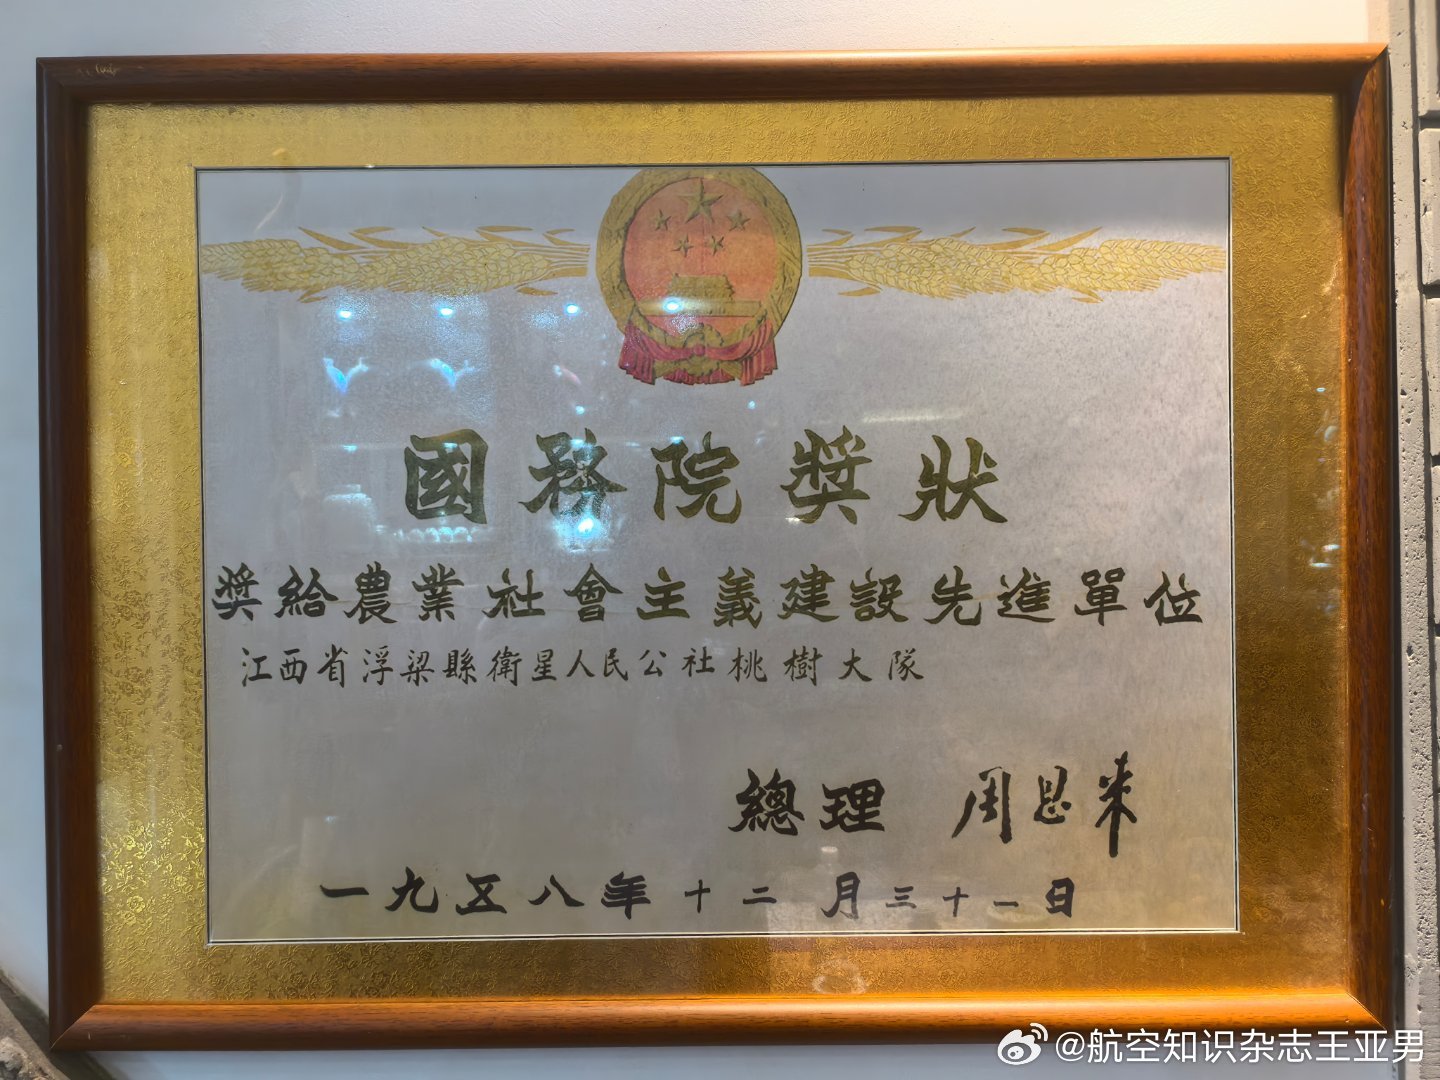 國務院奬狀
奬給農業社會主義建設先進單位
江西省浮梁縣衛星人民公社桃樹大隊
總理 周恩来
一九五八年十二月三十一日
@航空知识杂志王亚男